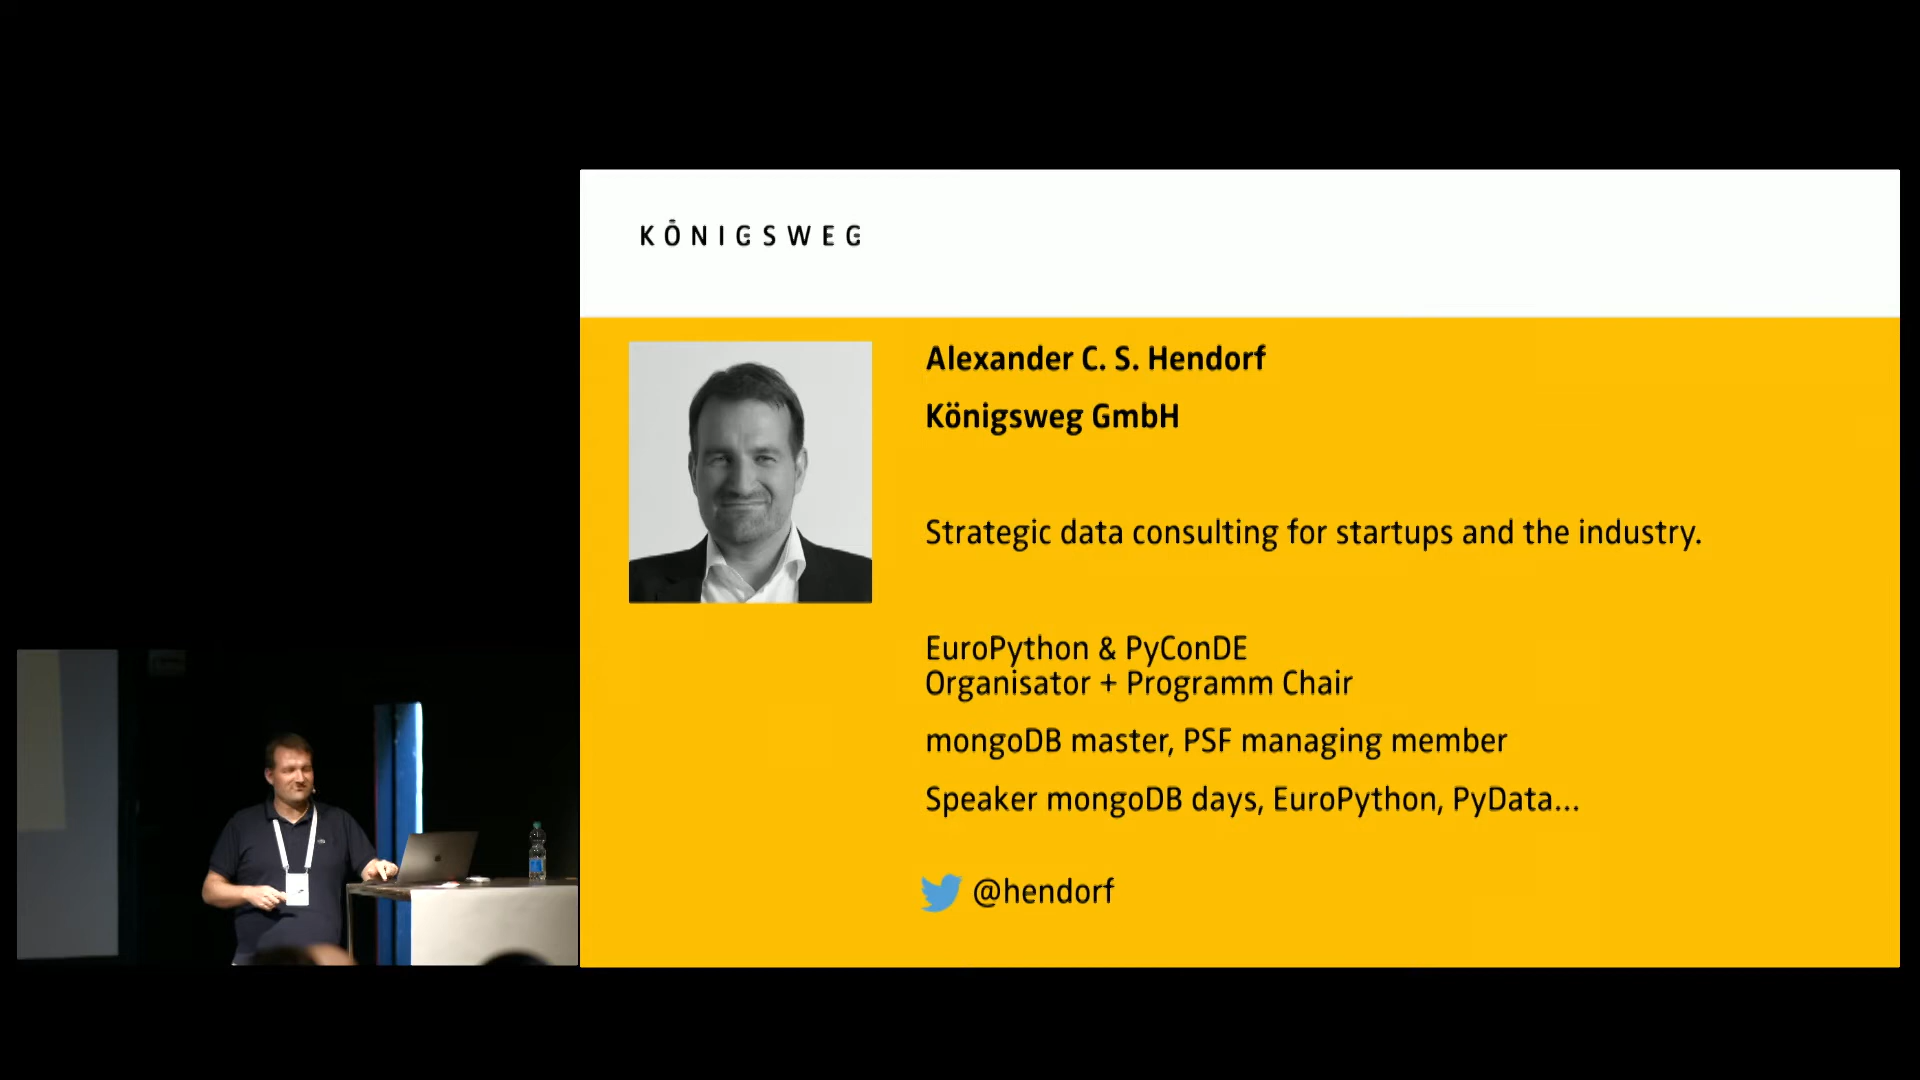 KÖNIGSWEG
Alexander C. S. Hendorf
Königsweg GmbH
Strategic data consulting for startups and the industry.
EuroPython & PyConDE
Organisator + Programm Chair
mongoDB master, PSF managing member
Speaker mongoDB days, EuroPython, PyData...
@hendorf